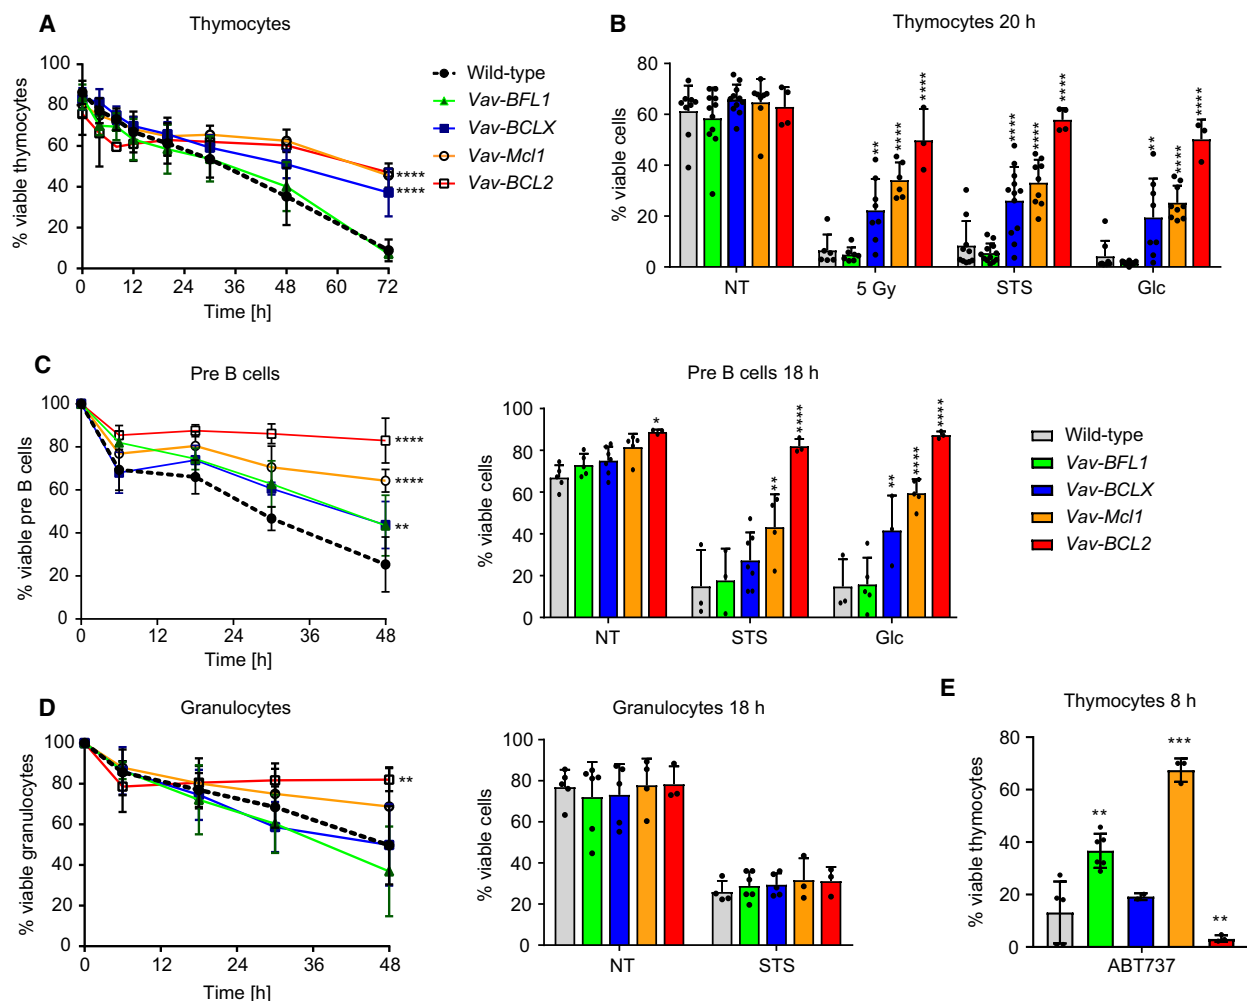 A
Thymocytes
% viable thymocytes
100
80
60
40
20
0
0 12 24 36 48 60 72
Time [h]
****
****
Wild-type
Vav-BFL1
Vav-BCLX
Vav-Mcl1
Vav-BCL2
B
Thymocytes 20 h
% viable cells
80
60
40
20
0
** **** ****
**** **** ****
** **** ****
NT 5 Gy STS Glc
C
Pre B cells
% viable pre B cells
100
80
60
40
20
0
0 12 24 36 48
Time [h]
****
****
**
Pre B cells 18 h
% viable cells
100
80
60
40
20
0
*
** ****
** **** ****
NT STS Glc
Wild-type
Vav-BFL1
Vav-BCLX
Vav-Mcl1
Vav-BCL2
D
Granulocytes
% viable granulocytes
100
80
60
40
20
0
0 12 24 36 48
Time [h]
**
Granulocytes 18 h
% viable cells
100
80
60
40
20
0
NT STS
E
Thymocytes 8 h
% viable thymocytes
80
60
40
20
0
** *** **
ABT737